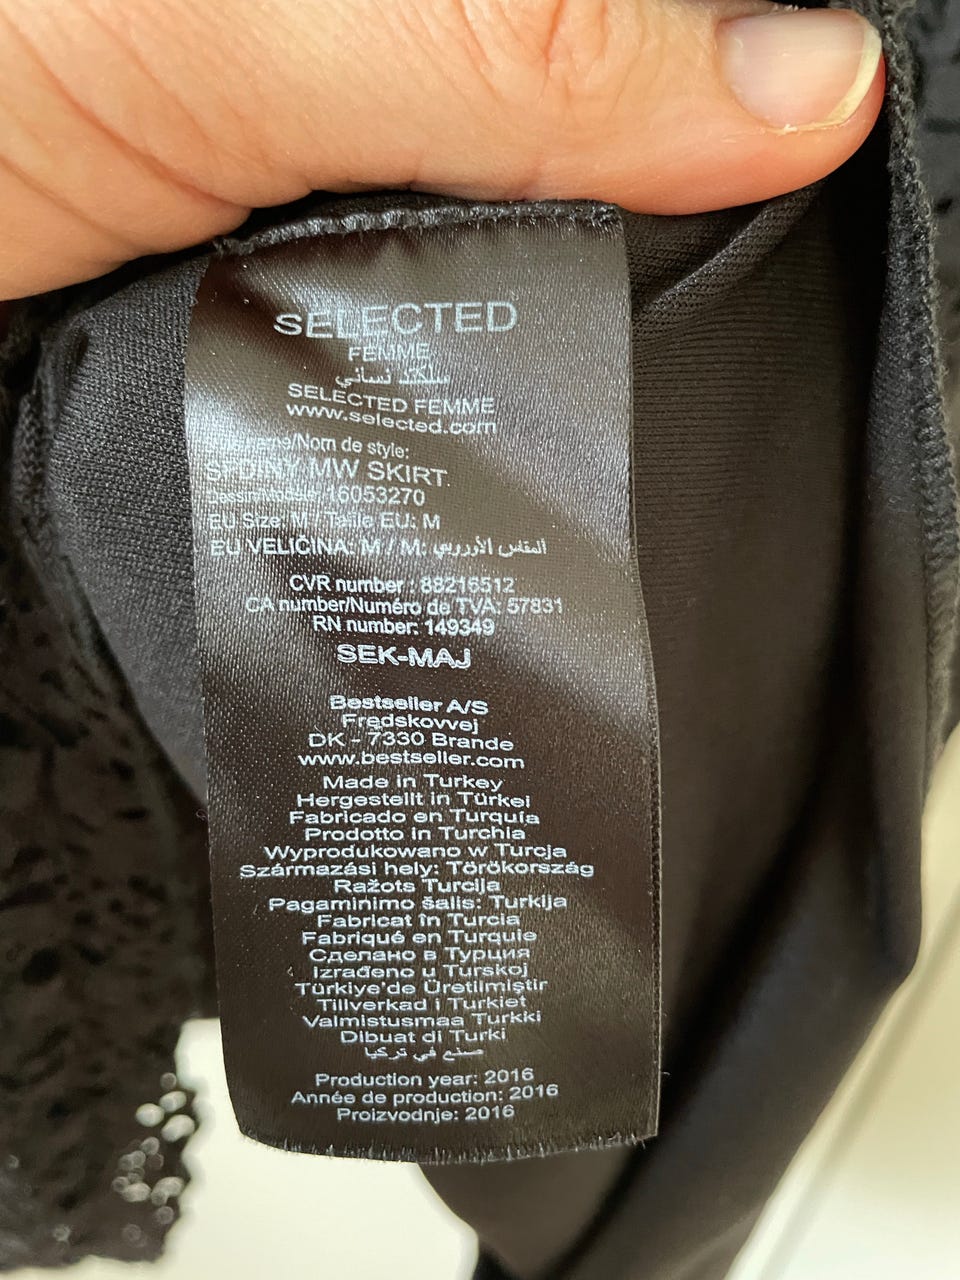 SELECTED
FEMME
سلكتد نسائي
SELECTED FEMME
www.selected.com
name/Nom de style:
MW SKIRT
16053270
EU Size: M / Taille EU: M
EU VELIČINA: M / M: المقاس الأوروبي
CVR number : 88216512
CA number/Numéro de TVA: 57831
RN number: 149349
SEK-MAJ
Bestseller A/S
Fredskovvej
DK - 7330 Brande
www.bestseller.com
Made in Turkey
Hergestellt in Türkei
Fabricado en Turquía
Prodotto in Turchia
Wyprodukowano w Turcja
Származási hely: Törökország
Ražots Turcija
Pagaminimo šalis: Turkija
Fabricat în Turcia
Fabriqué en Turquie
Сделано в Турция
Izrađeno u Turskoj
Türkiye'de Üretilmiştir
Tillverkad i Turkiet
Valmistusmaa Turkki
Dibuat di Turki
صنع في تركيا
Production year: 2016
Année de production: 2016
Proizvodnje: 2016